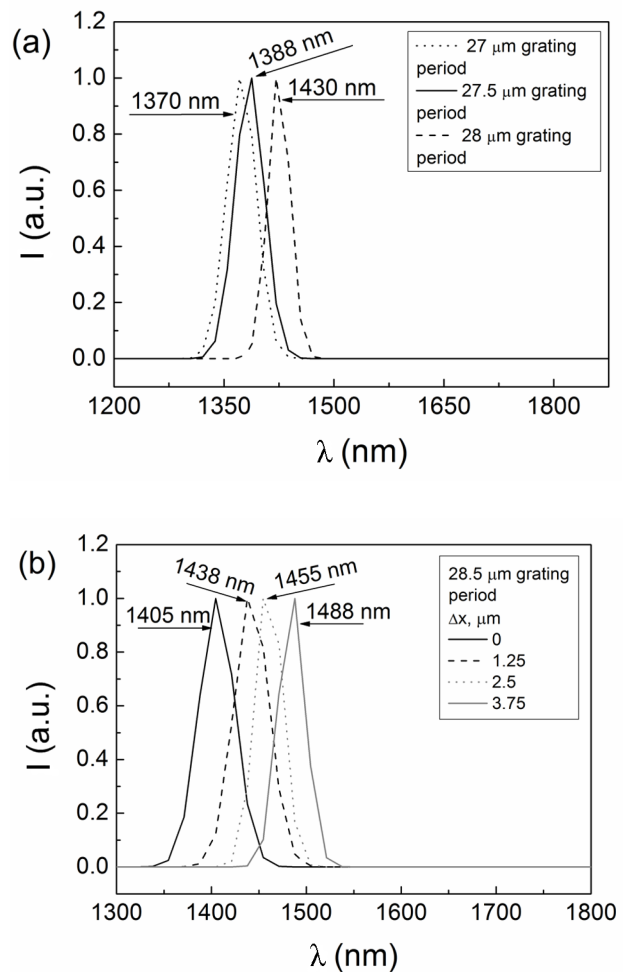 (a)
1388 nm
1370 nm
1430 nm
27 μm grating
period
27.5 μm grating
period
28 μm grating
period
I (a.u.)
1.2
1.0
0.8
0.6
0.4
0.2
0.0
1200 1350 1500 1650 1800
λ (nm)
(b)
1438 nm
1455 nm
1405 nm
1488 nm
28.5 μm grating
period
Δx, μm
0
1.25
2.5
3.75
I (a.u.)
1.2
1.0
0.8
0.6
0.4
0.2
0.0
1300 1400 1500 1600 1700 1800
λ (nm)